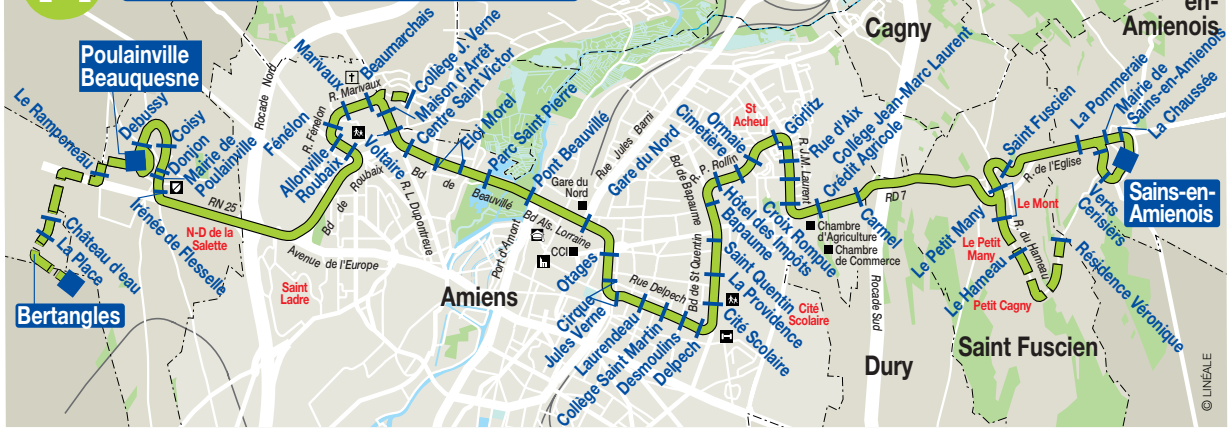 Cagny
en-
Amienois
Poulainville
Beauquesne
Le Ramponeau
Debussy
Coisy
Donjon
Mairie de
Poulainville
Rocade Nord
Fénélon
R. Fénelon
Marivaux
R. Marivaux
Beaumarchais
Collège J. Verne
Maison d'Arrêt
Centre Saint Victor
Eloi Morel
Parc Saint Pierre
Pont Beauvillé
Rue Jules Barni
Gare du Nord
Gare du
Nord
Allonville
Roubaix
Voltaire
Bd de Roubaix
R. L. Dupontreue
Bd de Beauvillé
Bd Als. Lorraine
Port d'Amont
CCI
RN 25
N-D de la
Salette
Irénée de Flesselle
Avenue de l'Europe
Saint
Ladre
Château d'eau
La Place
Bertangles
Amiens
Otages
Cirque
Jules Verne
Laurendeau
Collège Saint Martin
Desmoulins
Delpech
Rue Delpech
Bd de St Quentin
Bd de Bapaume
R. P. Rollin
Cimetière
Ormaie
St
Acheul
Görlitz
Rue d'Aix
Collège Jean-Marc Laurent
Crédit Agricole
R. J.M. Laurent
Hôtel des Impôts
Bapaume
Croix Rompue
Saint Quentin
La Providence
Cité Scolaire
Cité
Scolaire
Chambre
d'Agriculture
Chambre
de Commerce
Carmel
RD 7
Rocade Sud
Dury
Le Petit Many
Le Petit
Many
Le Mont
Saint Fuscien
R. de l'Eglise
La Pommeraie
Mairie de
Sains-en-Amienois
La Chaussée
Verts
Cerisiers
Sains-en-
Amienois
Le Hameau
R. du Hameau
Petit Cagny
Residence Véronique
Saint Fuscien
© LINÉALE